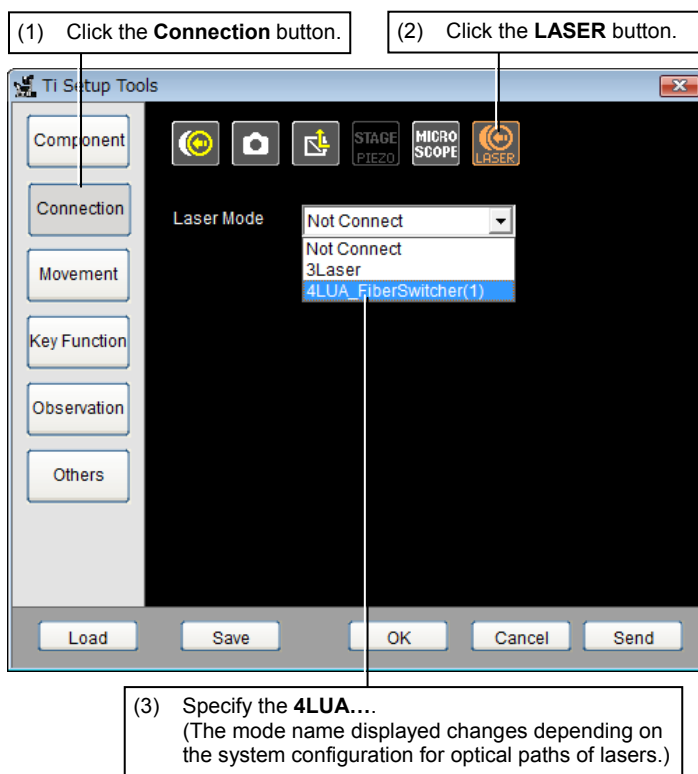 (1) Click the Connection button.
(2) Click the LASER button.
Ti Setup Tools
Component
STAGE
PIEZO
MICRO
SCOPE
LASER
Connection
Laser Mode
Not Connect
Not Connect
3Laser
4LUA_FiberSwitcher(1)
Movement
Key Function
Observation
Others
Load
Save
OK
Cancel
Send
(3) Specify the 4LUA….
(The mode name displayed changes depending on
the system configuration for optical paths of lasers.)